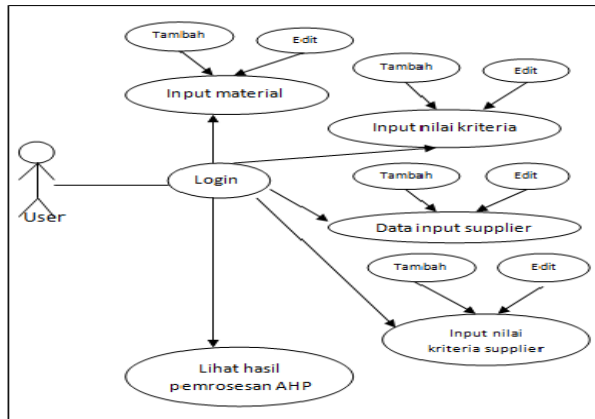 Tambah
Edit
Input material
Tambah
Edit
Input nilai kriteria
User
Login
Tambah
Edit
Data input supplier
Tambah
Edit
Input nilai
kriteria supplier
Lihat hasil
pemrosesan AHP